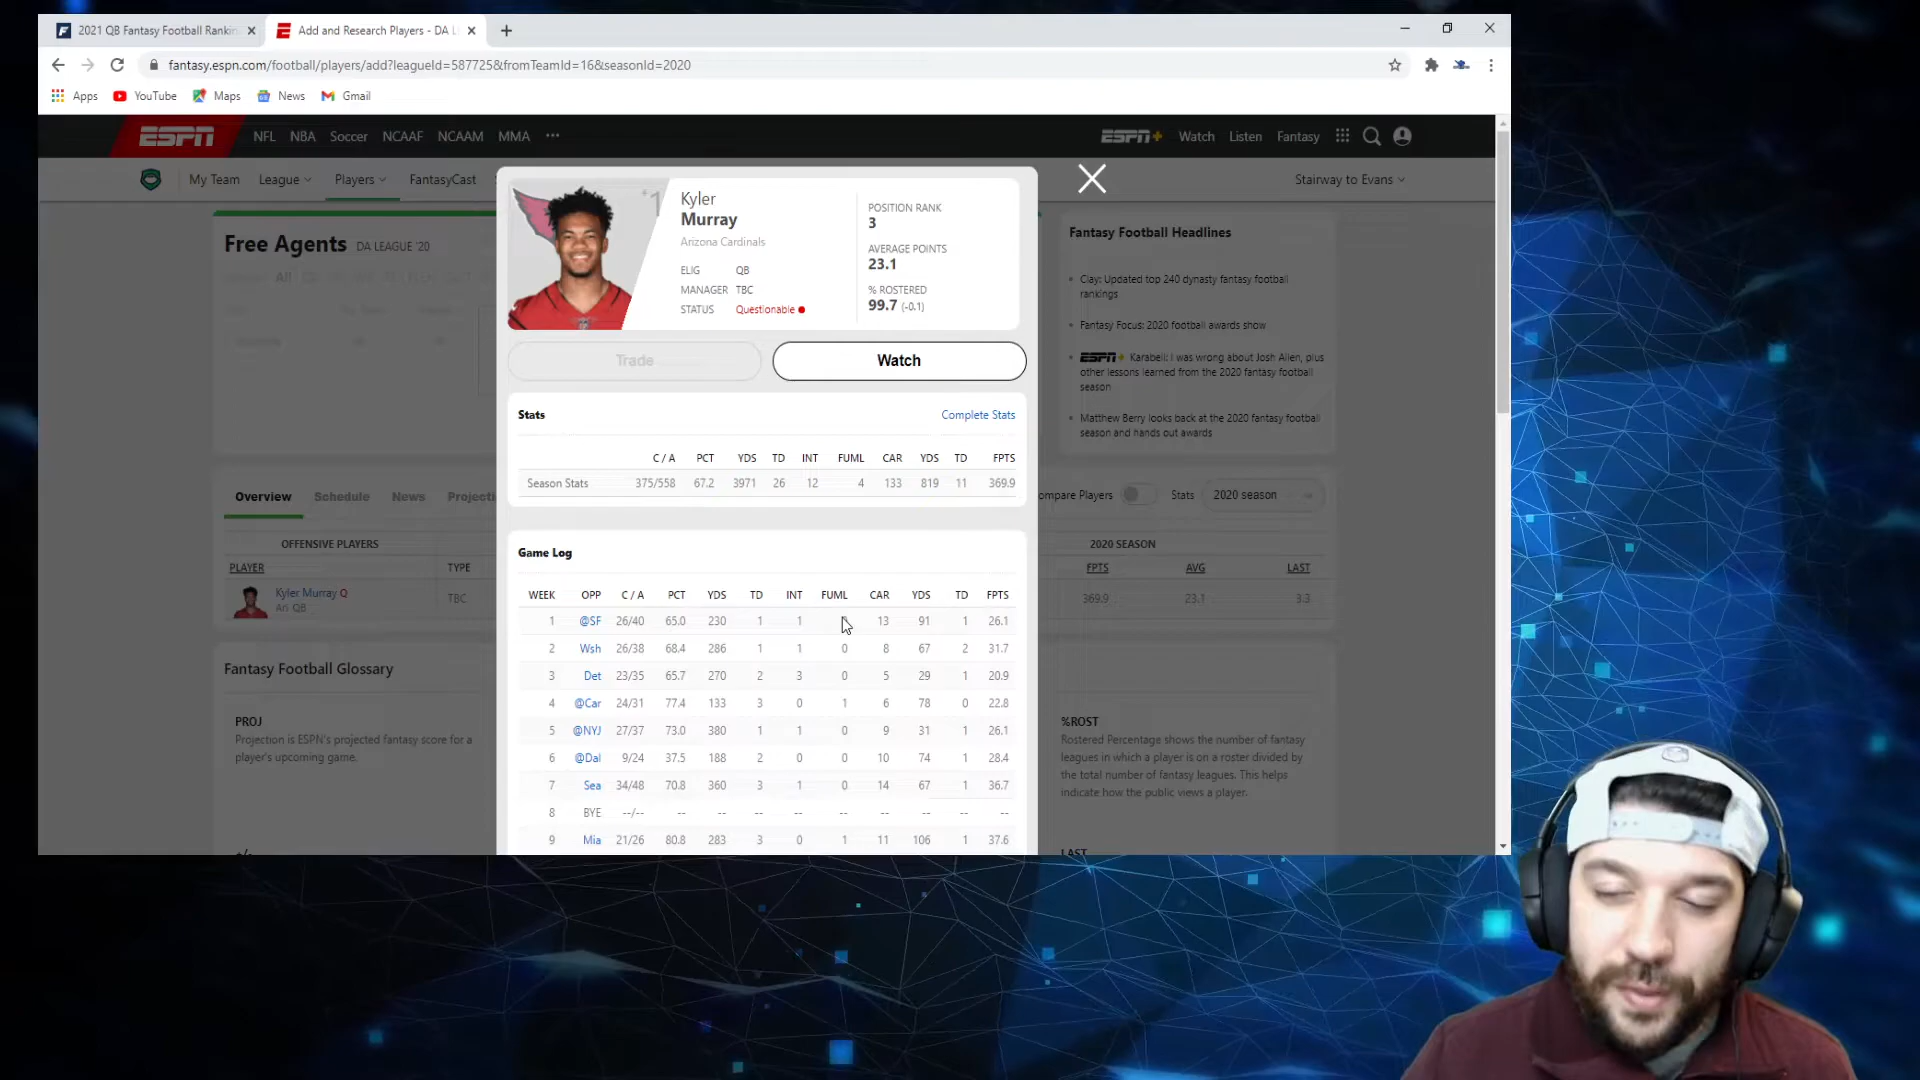 2021 QB Fantasy Football Rankin
Add and Research Players - DA L
fantasy.espn.com/football/players/add?leagueId=587725&fromTeamId=16&seasonId=2020
Apps YouTube Maps News Gmail
ESPN NFL NBA Soccer NCAAF NCAAM MMA ESPN+ Watch Listen Fantasy
My Team League Players FantasyCast Stairway to Evans
Free Agents DA LEAGUE '20
All
Kyler
Murray
Arizona Cardinals
ELIG QB
MANAGER TBC
STATUS Questionable
POSITION RANK
3
AVERAGE POINTS
23.1
% ROSTERED
99.7 (-0.1)
Trade Watch
Fantasy Football Headlines
Clay: Updated top 240 dynasty fantasy football
rankings
Fantasy Focus: 2020 football awards show
ESPN+ Karabell: I was wrong about Josh Allen, plus
other lessons learned from the 2020 fantasy football
season
Matthew Berry looks back at the 2020 fantasy football
season and hands out awards
Stats Complete Stats
C / A PCT YDS TD INT FUML CAR YDS TD FPTS
Season Stats 375/558 67.2 3971 26 12 4 133 819 11 369.9
Overview Schedule News Projecti
ompare Players Stats 2020 season
OFFENSIVE PLAYERS 2020 SEASON
PLAYER TYPE FPTS AVG LAST
Kyler Murray Q TBC 369.9 23.1 3.3
Ari QB
Game Log
WEEK OPP C / A PCT YDS TD INT FUML CAR YDS TD FPTS
1 @SF 26/40 65.0 230 1 1 13 91 1 26.1
2 Wsh 26/38 68.4 286 1 1 0 8 67 2 31.7
3 Det 23/35 65.7 270 2 3 0 5 29 1 20.9
4 @Car 24/31 77.4 133 3 0 1 6 78 0 22.8
5 @NYJ 27/37 73.0 380 1 1 0 9 31 1 26.1
6 @Dal 9/24 37.5 188 2 0 0 10 74 1 28.4
7 Sea 34/48 70.8 360 3 1 0 14 67 1 36.7
8 BYE --/-- -- -- -- -- -- -- -- -- --
9 Mia 21/26 80.8 283 3 0 1 11 106 1 37.6
Fantasy Football Glossary
PROJ
Projection is ESPN's projected fantasy score for a
player's upcoming game.
%ROST
Rostered Percentage shows the number of fantasy
leagues in which a player is on a roster divided by
the total number of fantasy leagues. This helps
indicate how the public views a player.
+/-
LAST